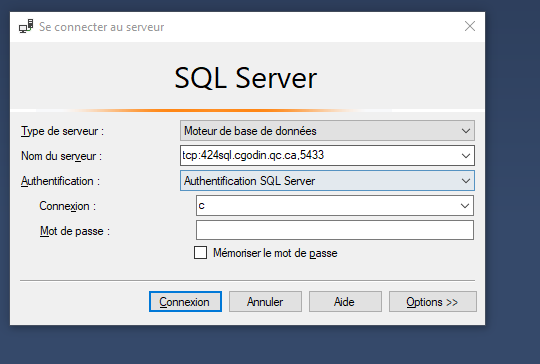 Se connecter au serveur
SQL Server
Type de serveur : Moteur de base de données
Nom du serveur : tcp:424sql.cgodin.qc.ca,5433
Authentification : Authentification SQL Server
Connexion : c
Mot de passe :
Mémoriser le mot de passe
Connexion Annuler Aide Options >>